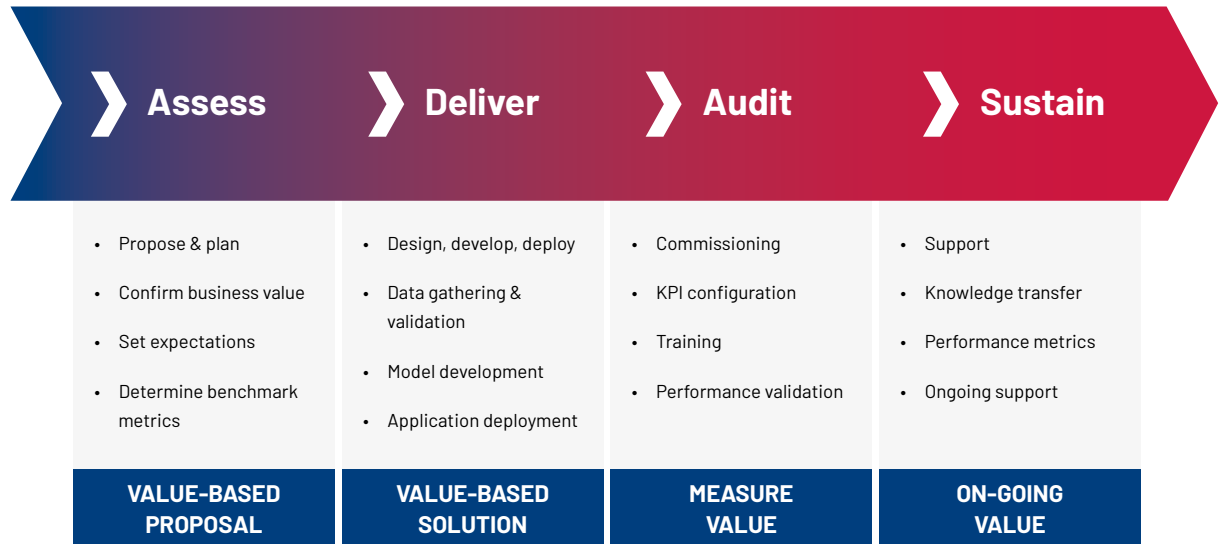 Assess
Deliver
Audit
Sustain
• Propose & plan
• Confirm business value
• Set expectations
• Determine benchmark
metrics
• Design, develop, deploy
• Data gathering &
validation
• Model development
• Application deployment
• Commissioning
• KPI configuration
• Training
• Performance validation
• Support
• Knowledge transfer
• Performance metrics
• Ongoing support
VALUE-BASED
PROPOSAL
VALUE-BASED
SOLUTION
MEASURE
VALUE
ON-GOING
VALUE